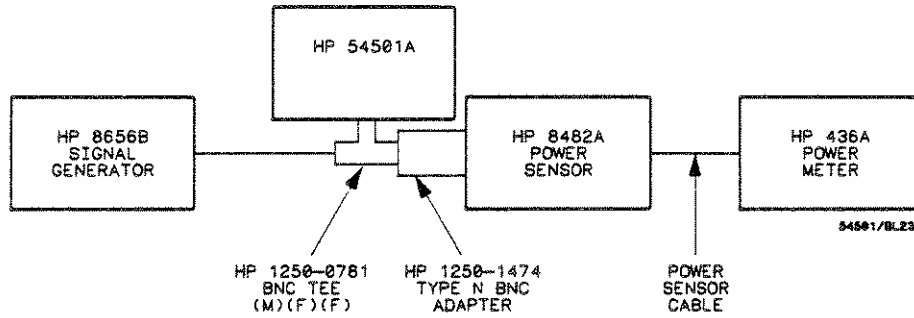 HP 54501A
HP 8656B
SIGNAL
GENERATOR
HP 8482A
POWER
SENSOR
HP 436A
POWER
METER
54501/BL23
HP 1250-0781
BNC TEE
(M)(F)(F)
HP 1250-1474
TYPE N BNC
ADAPTER
POWER
SENSOR
CABLE